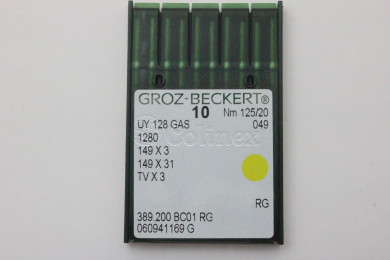 GROZ-BECKERT®
10 Nm 125/20
UY 128 GAS 049
1280
149 X 3
149 X 31
TV X 3
RG
389.200 BC01 RG
060941169 G
© Coltnex